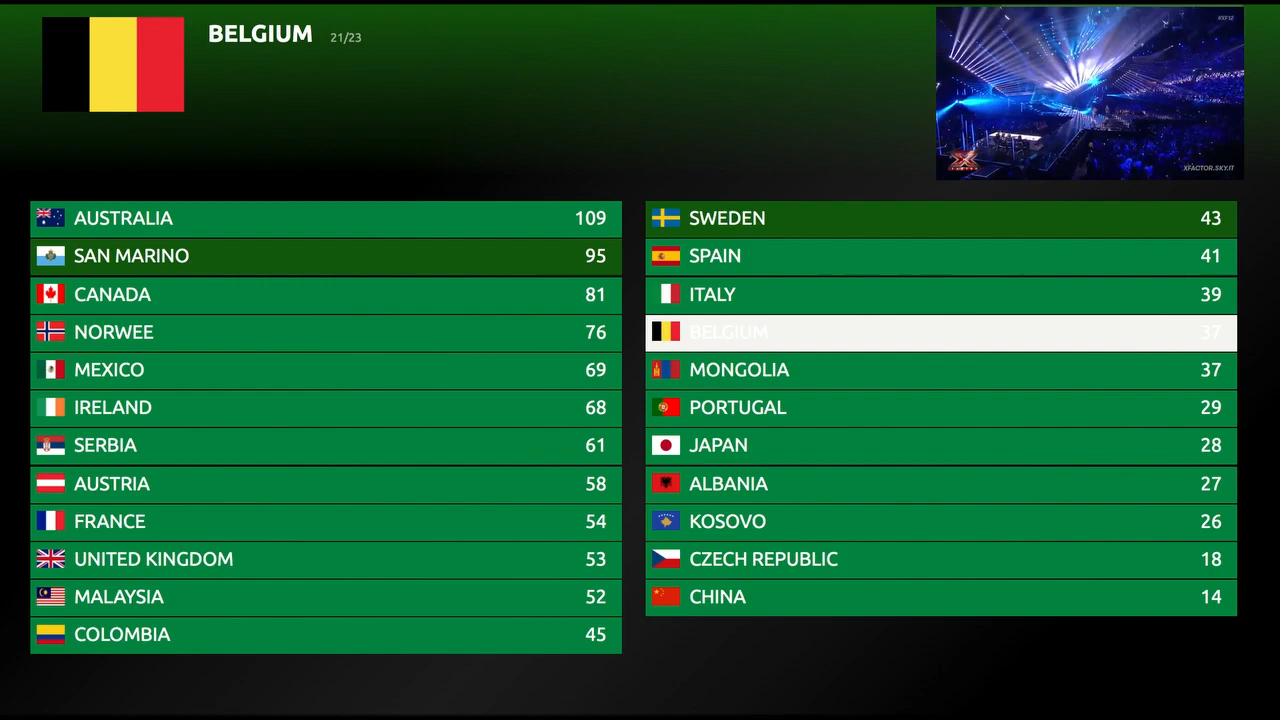 BELGIUM 21/23
#XF12
XFACTOR.SKY.IT
AUSTRALIA 109
SAN MARINO 95
CANADA 81
NORWEE 76
MEXICO 69
IRELAND 68
SERBIA 61
AUSTRIA 58
FRANCE 54
UNITED KINGDOM 53
MALAYSIA 52
COLOMBIA 45
SWEDEN 43
SPAIN 41
ITALY 39
BELGIUM 37
MONGOLIA 37
PORTUGAL 29
JAPAN 28
ALBANIA 27
KOSOVO 26
CZECH REPUBLIC 18
CHINA 14